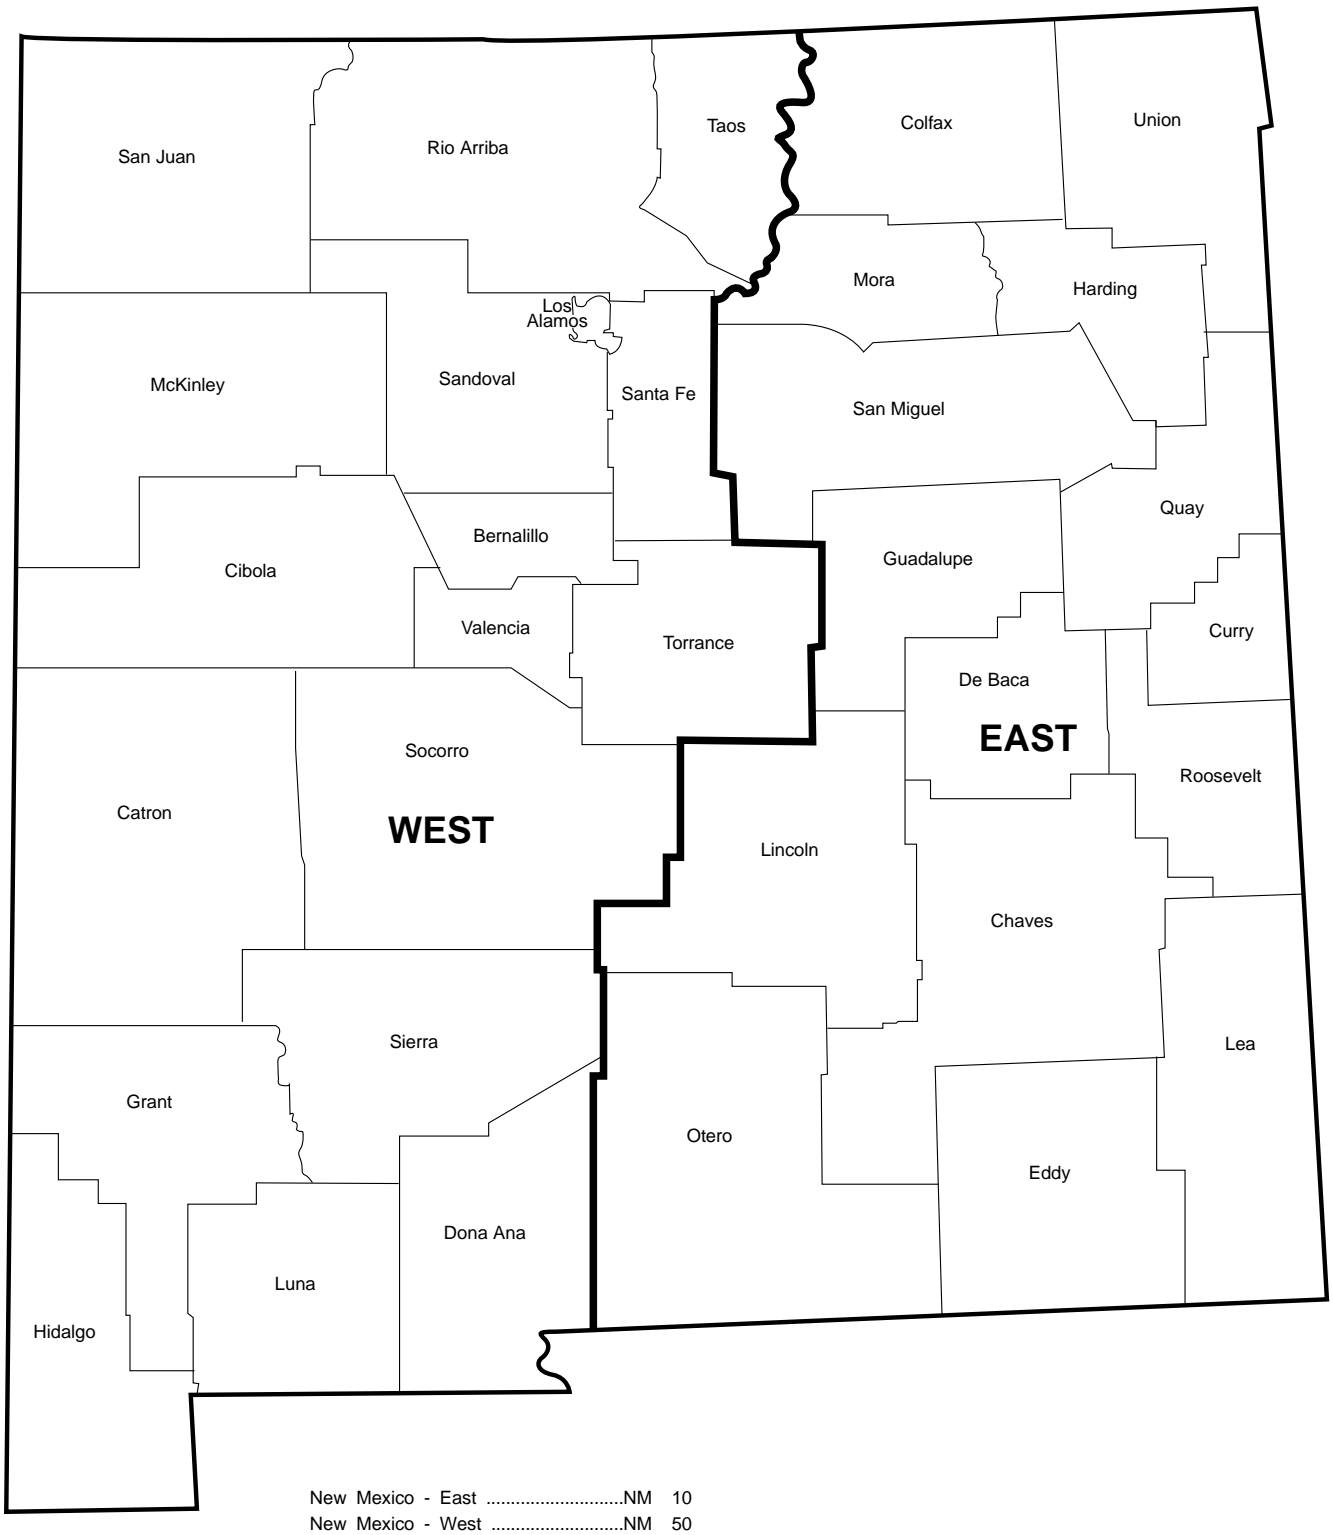 Union
Colfax
Taos
Rio Arriba
San Juan
Mora
Harding
Los
Alamos
Sandoval
McKinley
Santa Fe
San Miguel
Quay
Bernalillo
Guadalupe
Cibola
Valencia
Curry
Torrance
De Baca
EAST
Socorro
Roosevelt
Catron
WEST
Lincoln
Chaves
Sierra
Lea
Grant
Otero
Eddy
Dona Ana
Luna
Hidalgo
New Mexico - East ............................NM 10
New Mexico - West ...........................NM 50